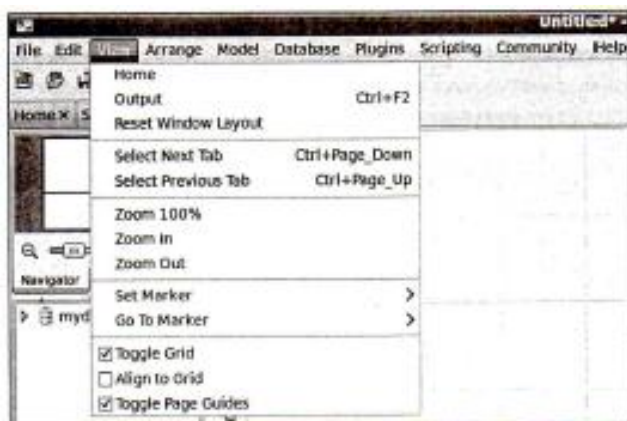 Untitled* -
File Edit View Arrange Model Database Plugins Scripting Community Help
Home
Output Ctrl+F2
Reset Window Layout
Home × S
Select Next Tab Ctrl+Page_Down
Select Previous Tab Ctrl+Page_Up
Zoom 100%
Zoom In
Zoom Out
Navigator
Set Marker >
Go To Marker >
myd
Toggle Grid
Align to Grid
Toggle Page Guides